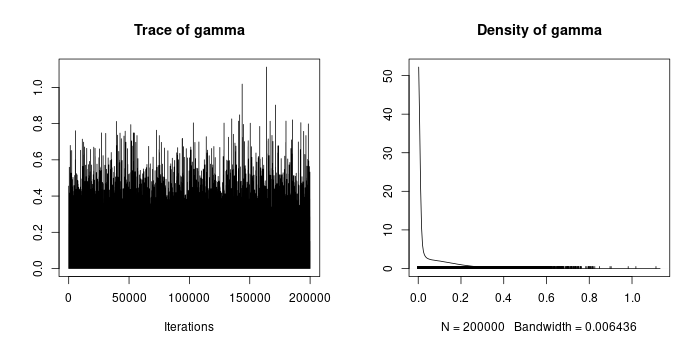 Trace of gamma
0.0 0.2 0.4 0.6 0.8 1.0
0 50000 100000 150000 200000
Iterations
Density of gamma
0 10 20 30 40 50
0.0 0.2 0.4 0.6 0.8 1.0
N = 200000 Bandwidth = 0.006436